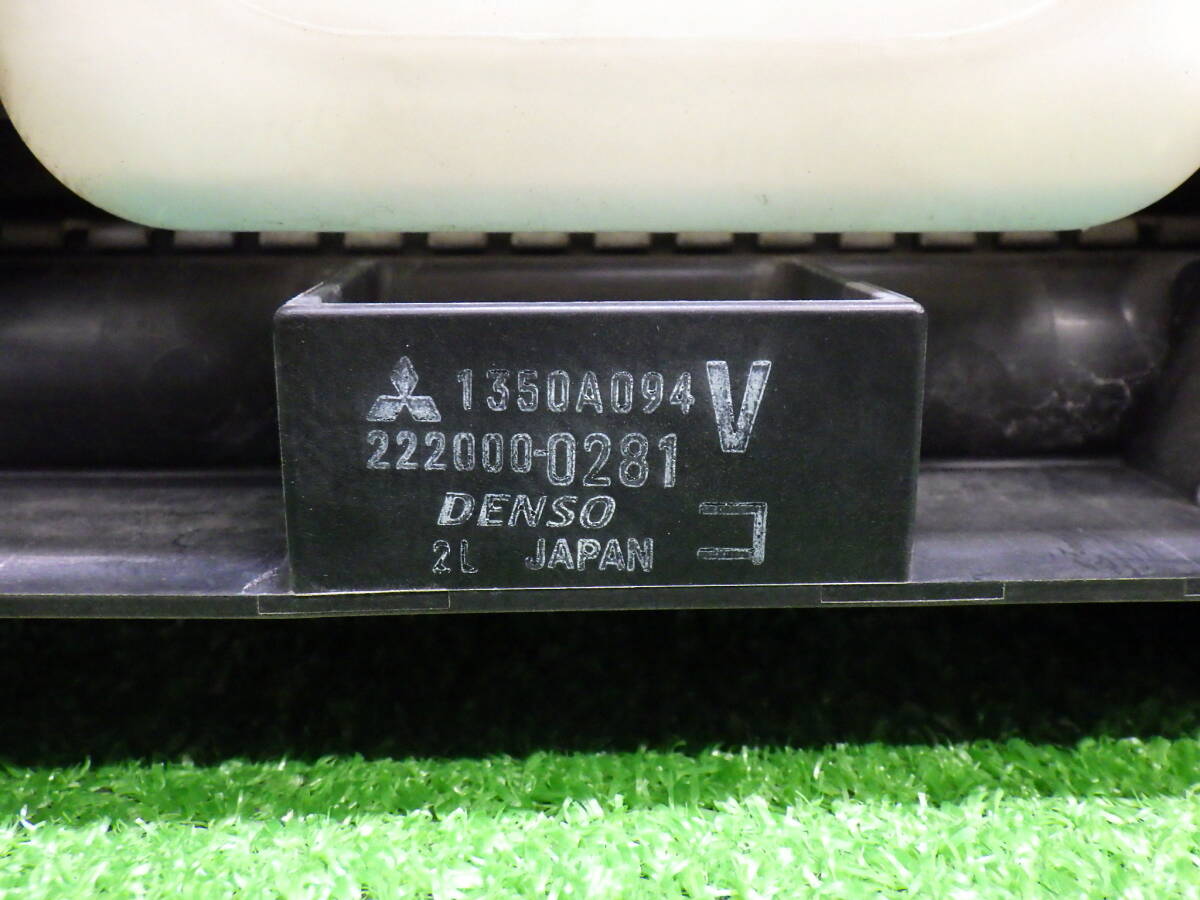 1350A094 V
222000-0281
DENSO
2L JAPAN コ